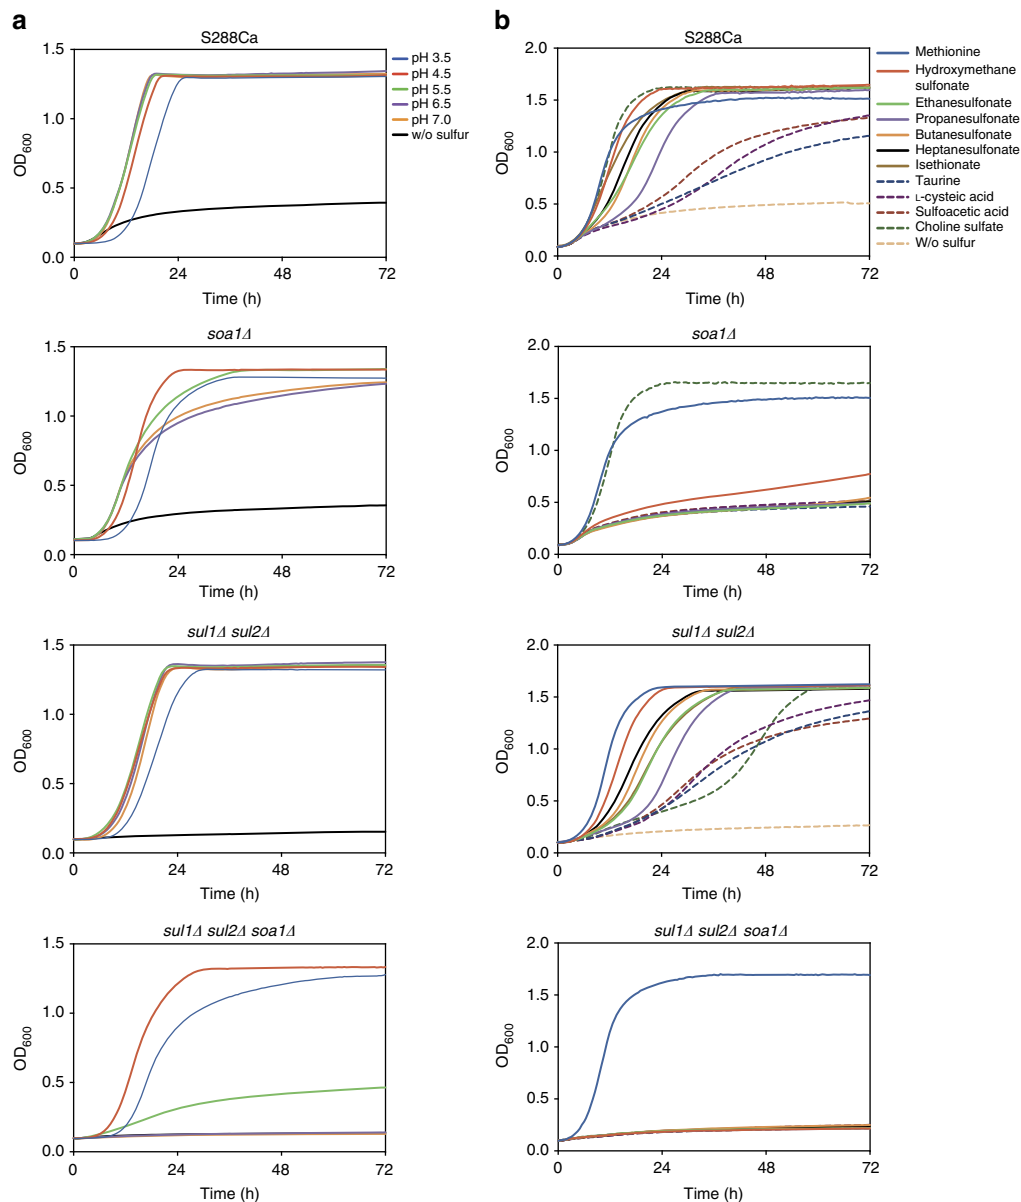 a
S288Ca
1.5
1.0
0.5
0.0
OD600
0 24 48 72
Time (h)
pH 3.5
pH 4.5
pH 5.5
pH 6.5
pH 7.0
w/o sulfur
soa1Δ
1.5
1.0
0.5
0.0
OD600
0 24 48 72
Time (h)
sul1Δ sul2Δ
1.5
1.0
0.5
0.0
OD600
0 24 48 72
Time (h)
sul1Δ sul2Δ soa1Δ
1.5
1.0
0.5
0.0
OD600
0 24 48 72
Time (h)
b
S288Ca
2.0
1.5
1.0
0.5
0.0
OD600
0 24 48 72
Time (h)
Methionine
Hydroxymethane
sulfonate
Ethanesulfonate
Propanesulfonate
Butanesulfonate
Heptanesulfonate
Isethionate
Taurine
L-cysteic acid
Sulfoacetic acid
Choline sulfate
W/o sulfur
soa1Δ
2.0
1.5
1.0
0.5
0.0
OD600
0 24 48 72
Time (h)
sul1Δ sul2Δ
2.0
1.5
1.0
0.5
0.0
OD600
0 24 48 72
Time (h)
sul1Δ sul2Δ soa1Δ
2.0
1.5
1.0
0.5
0.0
OD600
0 24 48 72
Time (h)